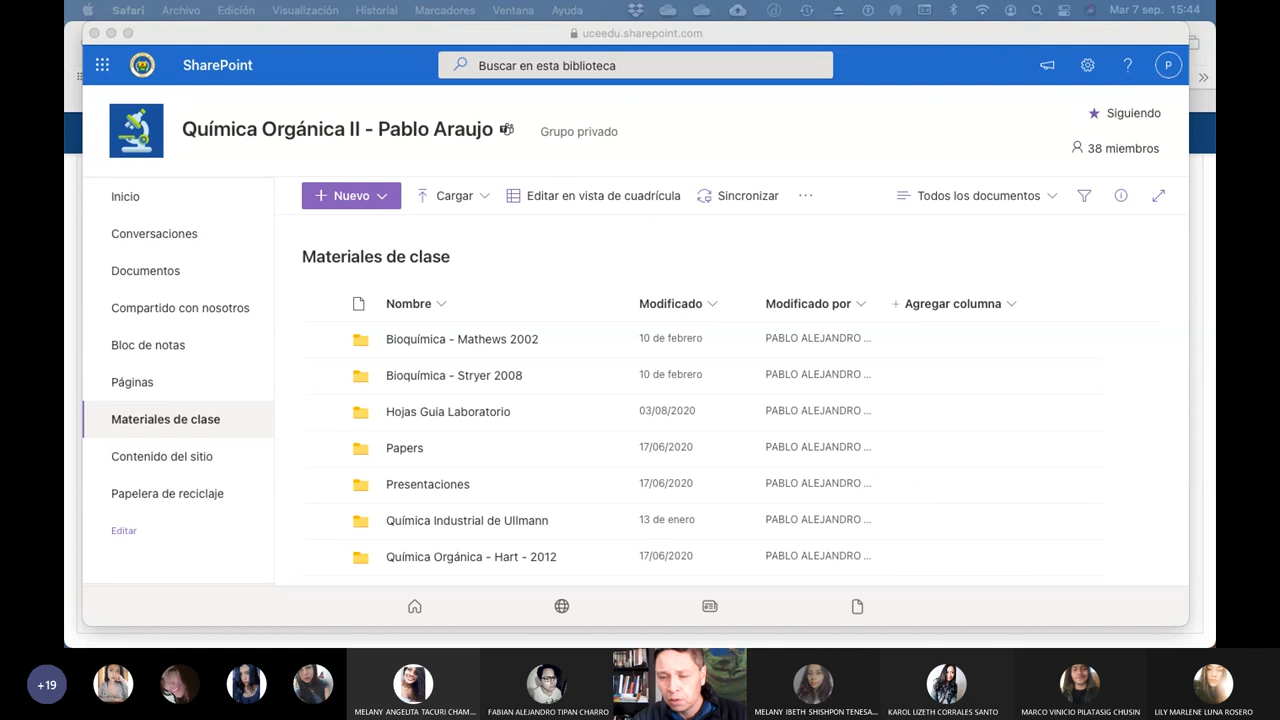 Safari Archivo Edición Visualización Historial Marcadores Ventana Ayuda Mar 7 sep. 15:44
uceedu.sharepoint.com
SharePoint
Buscar en esta biblioteca
P
Química Orgánica II - Pablo Araujo
Grupo privado
Siguiendo
38 miembros
Inicio
Conversaciones
Documentos
Compartido con nosotros
Bloc de notas
Páginas
Materiales de clase
Contenido del sitio
Papelera de reciclaje
Editar
+ Nuevo Cargar Editar en vista de cuadrícula Sincronizar ··· Todos los documentos
Materiales de clase
Nombre Modificado Modificado por + Agregar columna
Bioquímica - Mathews 2002 10 de febrero PABLO ALEJANDRO ...
Bioquímica - Stryer 2008 10 de febrero PABLO ALEJANDRO ...
Hojas Guia Laboratorio 03/08/2020 PABLO ALEJANDRO ...
Papers 17/06/2020 PABLO ALEJANDRO ...
Presentaciones 17/06/2020 PABLO ALEJANDRO ...
Química Industrial de Ullmann 13 de enero PABLO ALEJANDRO ...
Química Orgánica - Hart - 2012 17/06/2020 PABLO ALEJANDRO ...
+19
MELANY ANGELITA TACURI CHAM...
FABIAN ALEJANDRO TIPAN CHARRO
MELANY IBETH SHISHPON TENESA...
KAROL LIZETH CORRALES SANTO
MARCO VINICIO PILATASIG CHUSIN
LILY MARLENE LUNA ROSERO